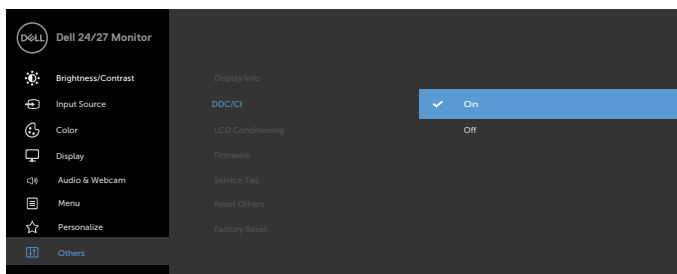 DELL Dell 24/27 Monitor
Brightness/Contrast
Display Info
Input Source
DDC/CI
On
Color
LCD Conditioning
Off
Display
Firmware
Audio & Webcam
Service Tag
Menu
Reset Others
Personalize
Factory Reset
Others